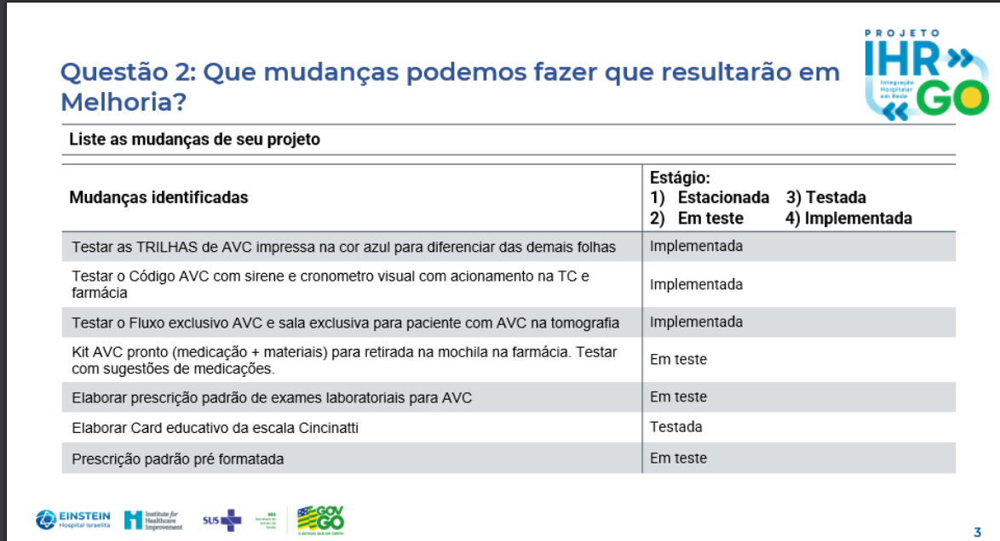 PROJETO
IHR
Integração
Hospitalar
em Rede
GO
Questão 2: Que mudanças podemos fazer que resultarão em
Melhoria?
Liste as mudanças de seu projeto
Mudanças identificadas
Estágio:
1) Estacionada 3) Testada
2) Em teste 4) Implementada
Testar as TRILHAS de AVC impressa na cor azul para diferenciar das demais folhas
Implementada
Testar o Código AVC com sirene e cronometro visual com acionamento na TC e
farmácia
Implementada
Testar o Fluxo exclusivo AVC e sala exclusiva para paciente com AVC na tomografia
Implementada
Kit AVC pronto (medicação + materiais) para retirada na mochila na farmácia. Testar
com sugestões de medicações.
Em teste
Elaborar prescrição padrão de exames laboratoriais para AVC
Em teste
Elaborar Card educativo da escala Cincinatti
Testada
Prescrição padrão pré formatada
Em teste
EINSTEIN
Hospital Israelita
Institute for
Healthcare
Improvement
SUS
SES
GOV
GO
3